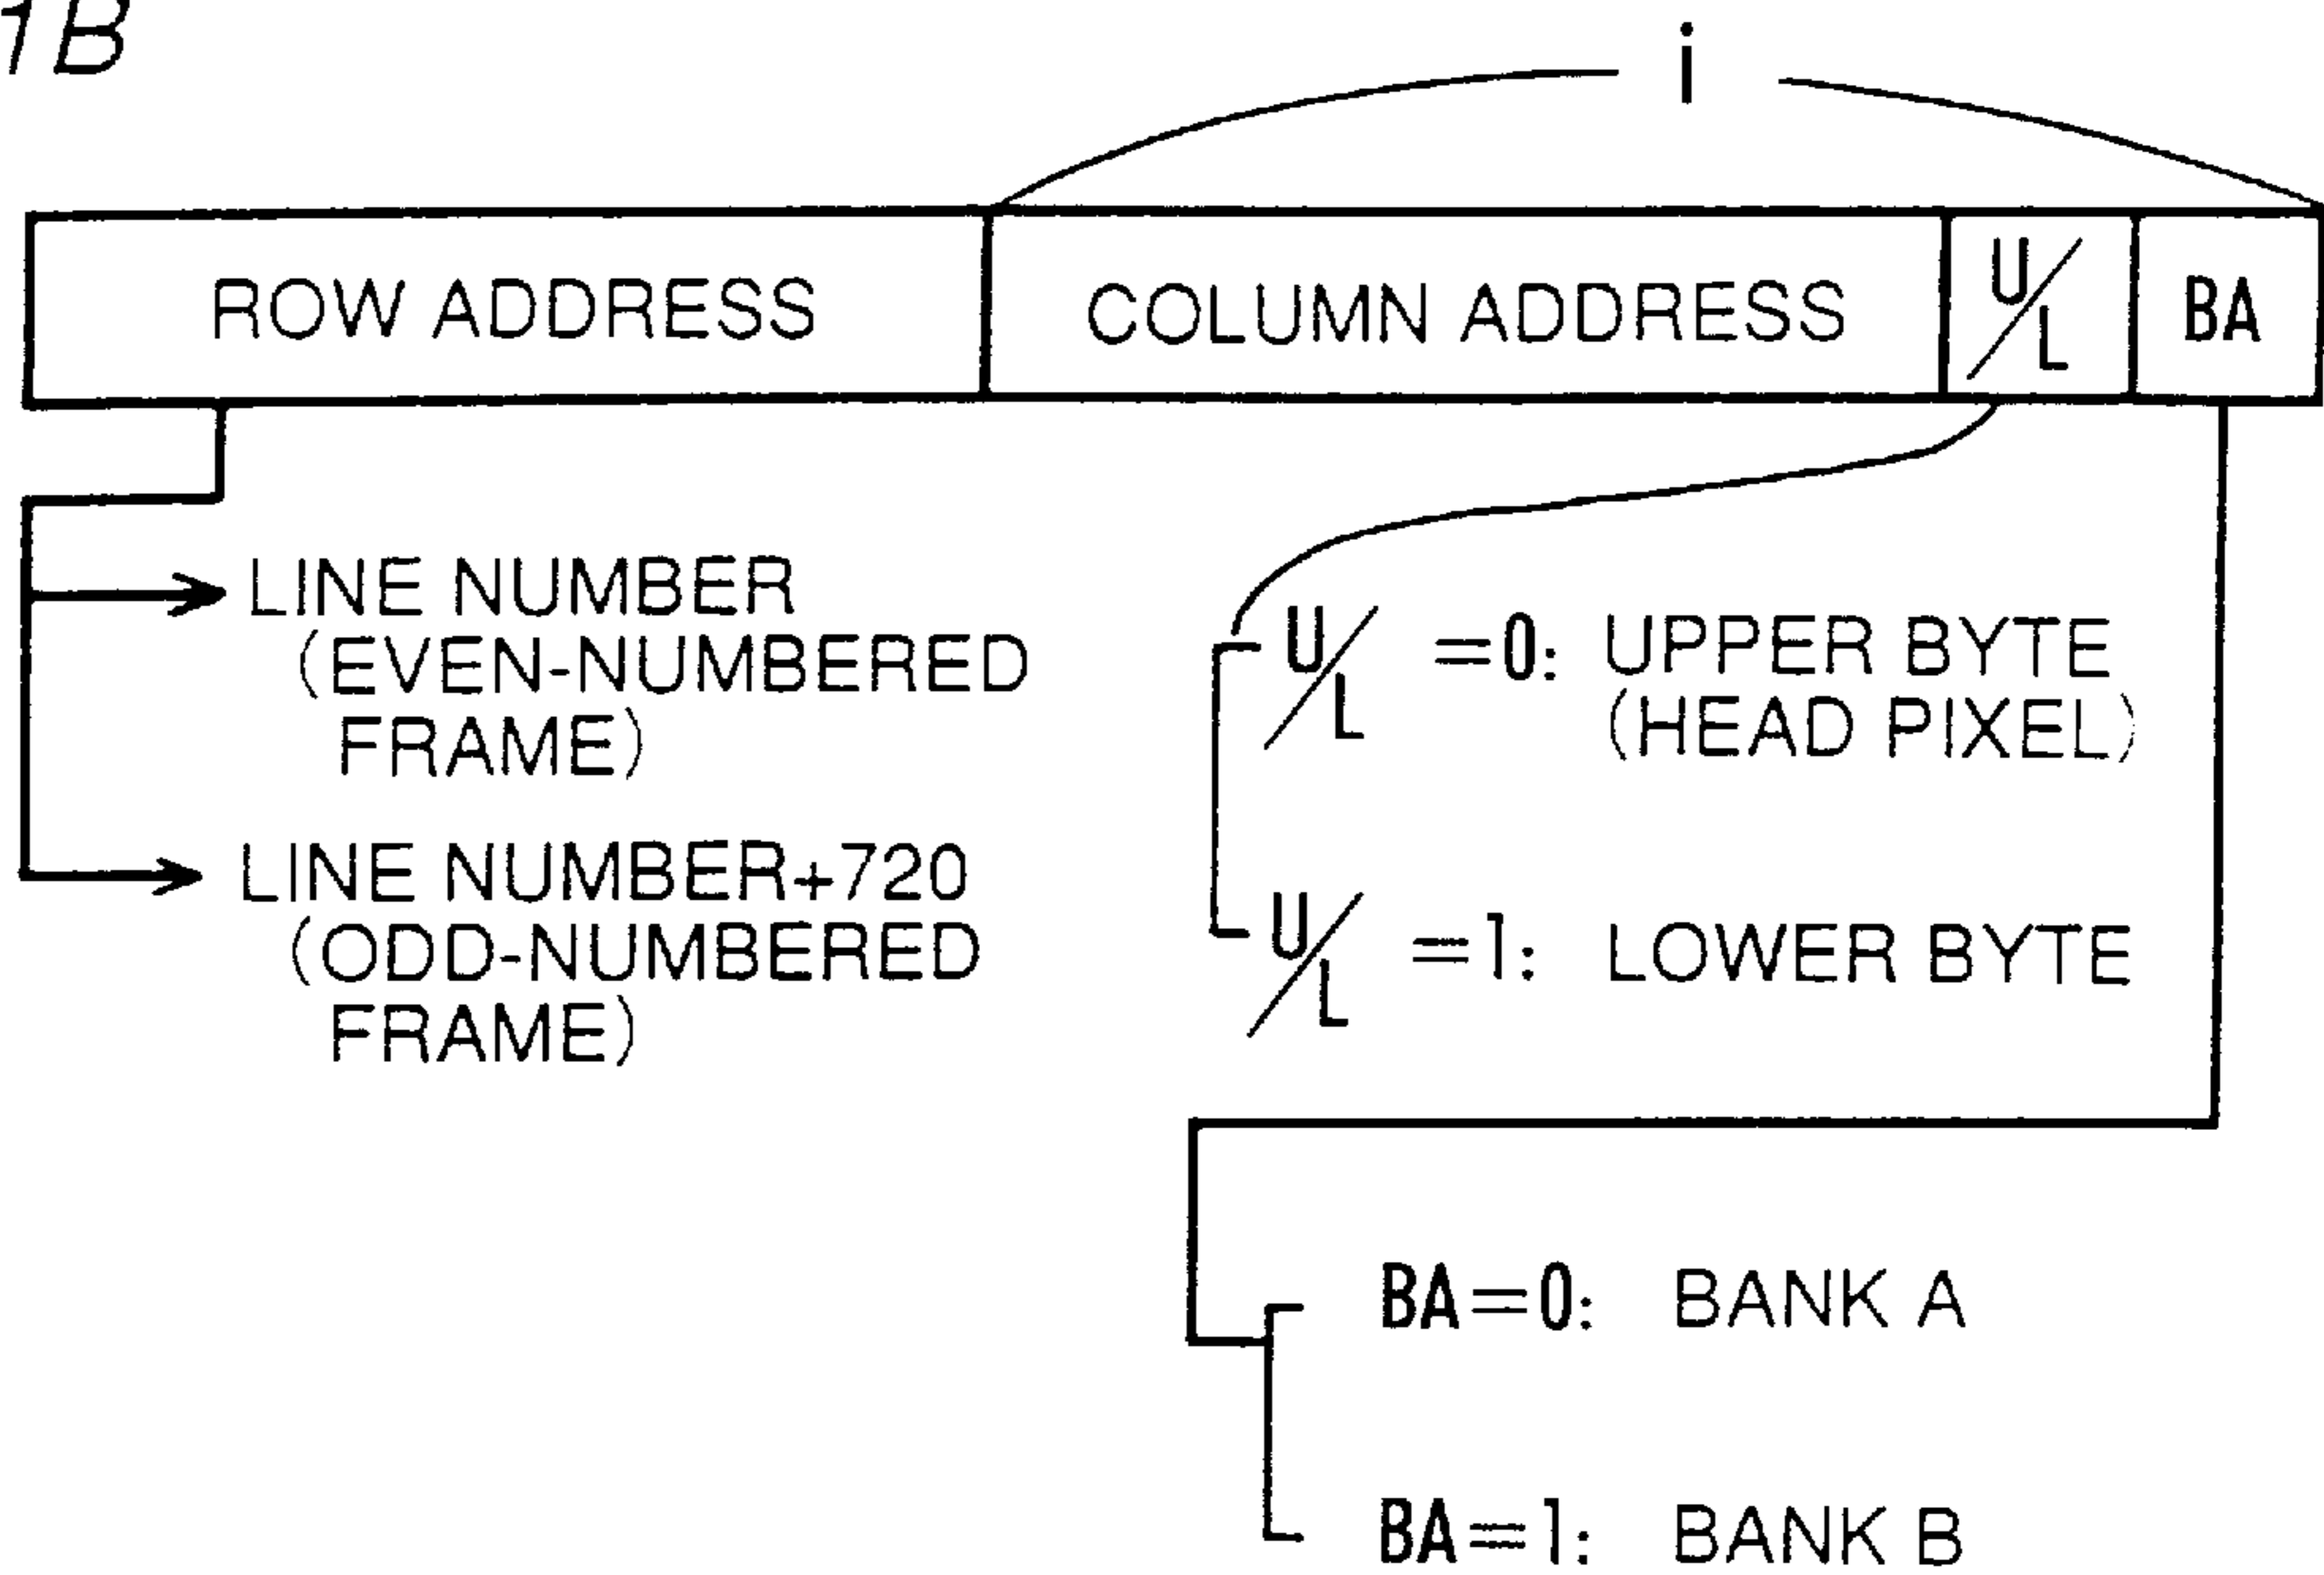 1B
i
ROW ADDRESS COLUMN ADDRESS U/L BA
LINE NUMBER
(EVEN-NUMBERED
FRAME)
LINE NUMBER+720
(ODD-NUMBERED
FRAME)
U/L =0: UPPER BYTE
(HEAD PIXEL)
U/L =1: LOWER BYTE
BA=0: BANK A
BA=1: BANK B